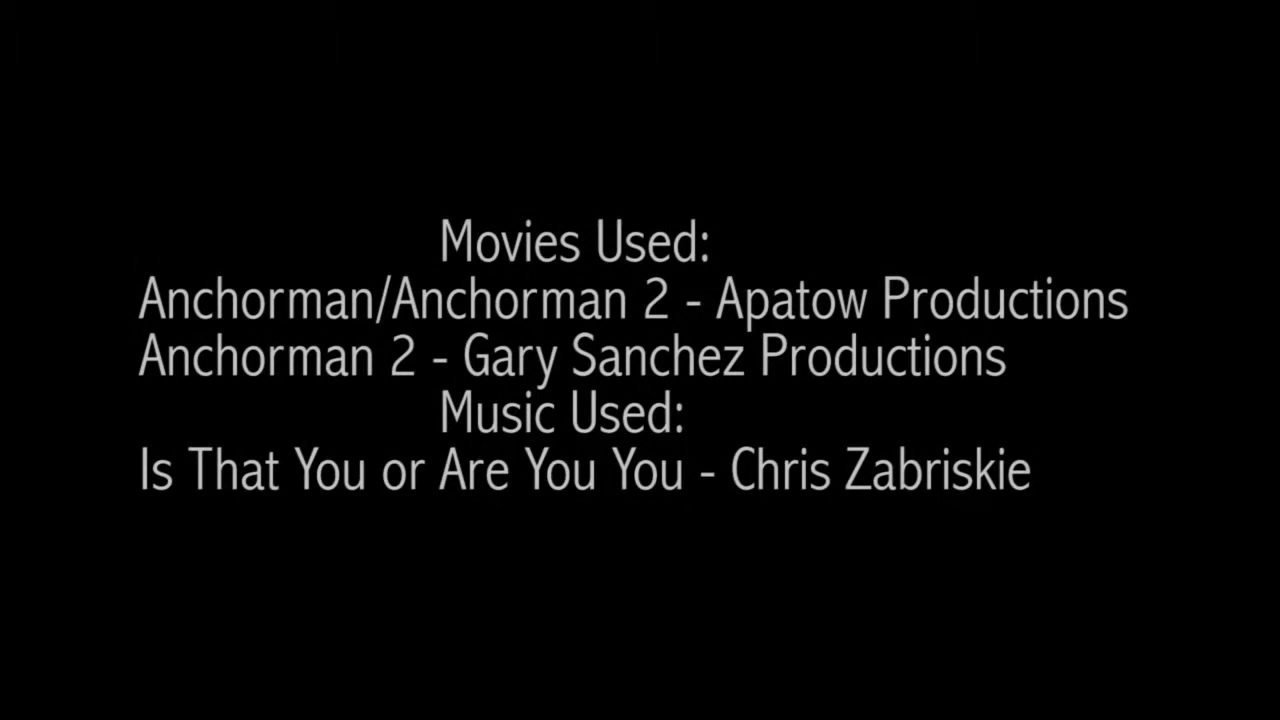 Movies Used:
Anchorman/Anchorman 2 - Apatow Productions
Anchorman 2 - Gary Sanchez Productions
Music Used:
Is That You or Are You You - Chris Zabriskie